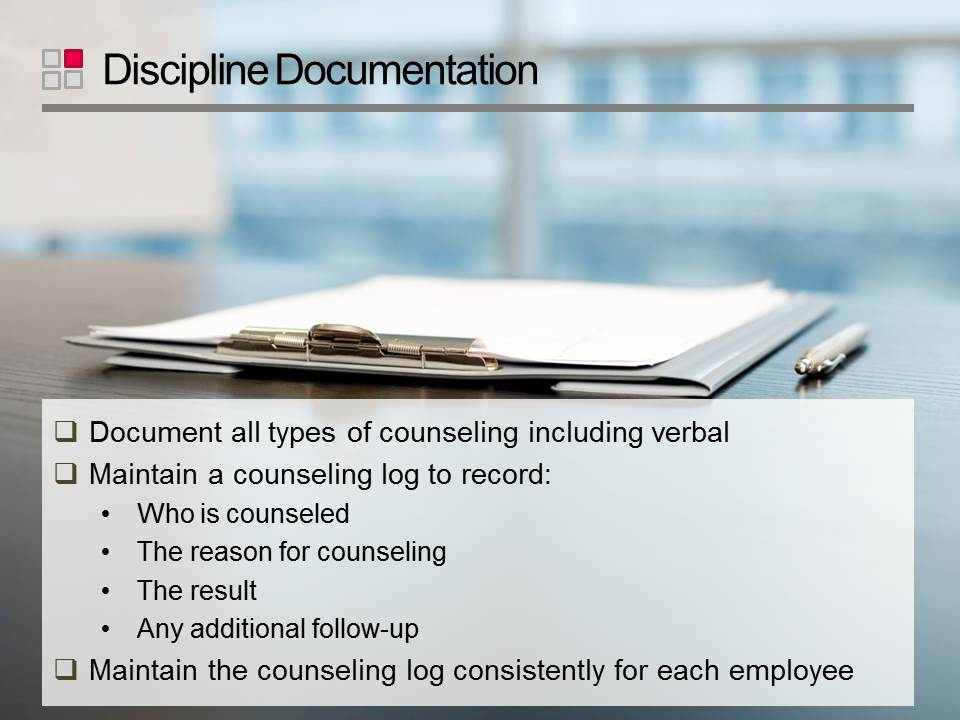 Discipline Documentation
❑ Document all types of counseling including verbal
❑ Maintain a counseling log to record:
• Who is counseled
• The reason for counseling
• The result
• Any additional follow-up
❑ Maintain the counseling log consistently for each employee